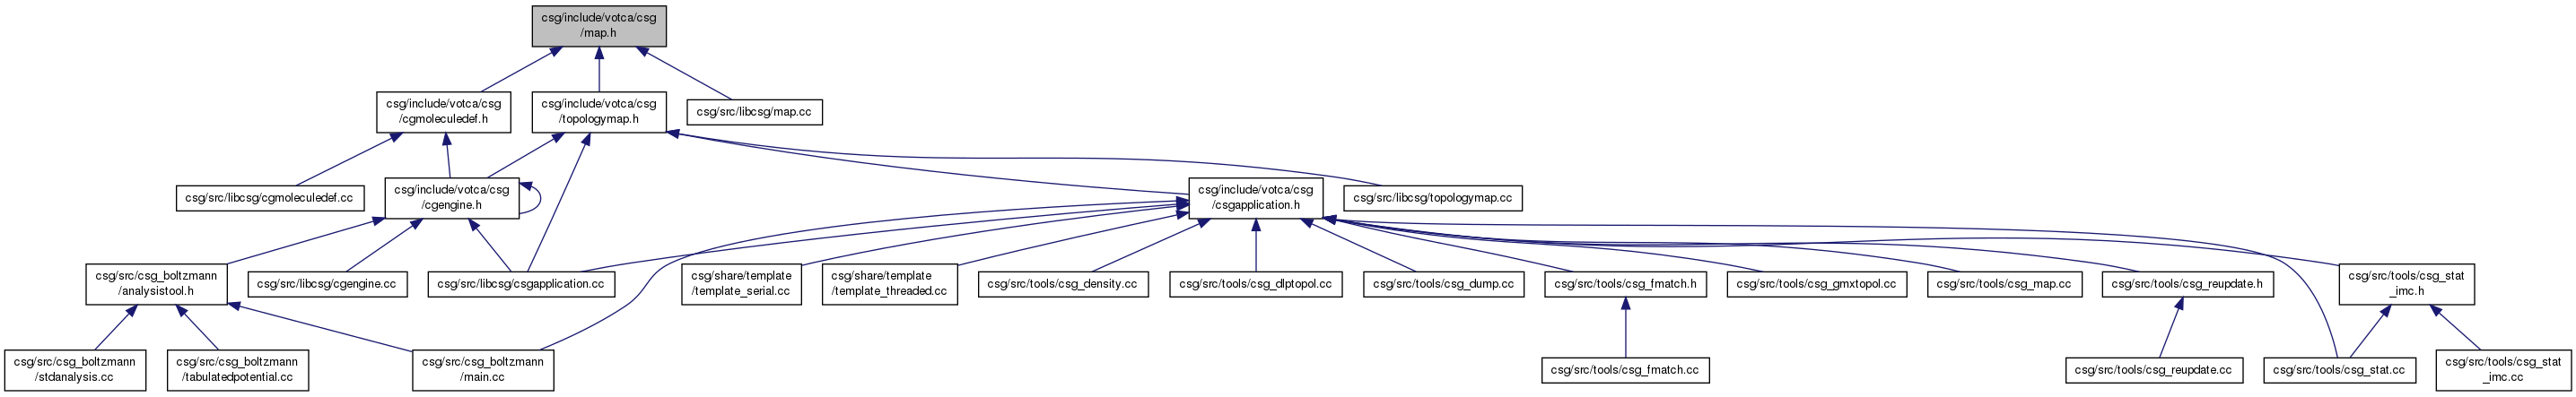 csg/include/votca/csg
/map.h
csg/include/votca/csg
/cgmoleculedef.h
csg/include/votca/csg
/topologymap.h
csg/src/libcsg/map.cc
csg/src/libcsg/cgmoleculedef.cc
csg/include/votca/csg
/cgengine.h
csg/include/votca/csg
/csgapplication.h
csg/src/libcsg/topologymap.cc
csg/src/csg_boltzmann
/analysistool.h
csg/src/libcsg/cgengine.cc
csg/src/libcsg/csgapplication.cc
csg/share/template
/template_serial.cc
csg/share/template
/template_threaded.cc
csg/src/tools/csg_density.cc
csg/src/tools/csg_dlptopol.cc
csg/src/tools/csg_dump.cc
csg/src/tools/csg_fmatch.h
csg/src/tools/csg_gmxtopol.cc
csg/src/tools/csg_map.cc
csg/src/tools/csg_reupdate.h
csg/src/tools/csg_stat
_imc.h
csg/src/csg_boltzmann
/stdanalysis.cc
csg/src/csg_boltzmann
/tabulatedpotential.cc
csg/src/csg_boltzmann
/main.cc
csg/src/tools/csg_fmatch.cc
csg/src/tools/csg_reupdate.cc
csg/src/tools/csg_stat.cc
csg/src/tools/csg_stat
_imc.cc